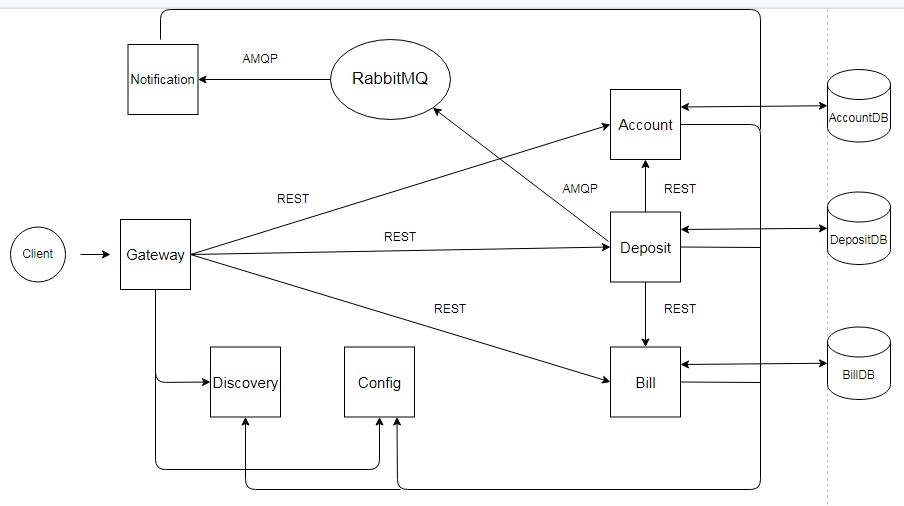 AMQP
Notification
RabbitMQ
AccountDB
Account
AMQP
REST
REST
REST
DepositDB
Client
Gateway
Deposit
REST
REST
BillDB
Discovery
Config
Bill